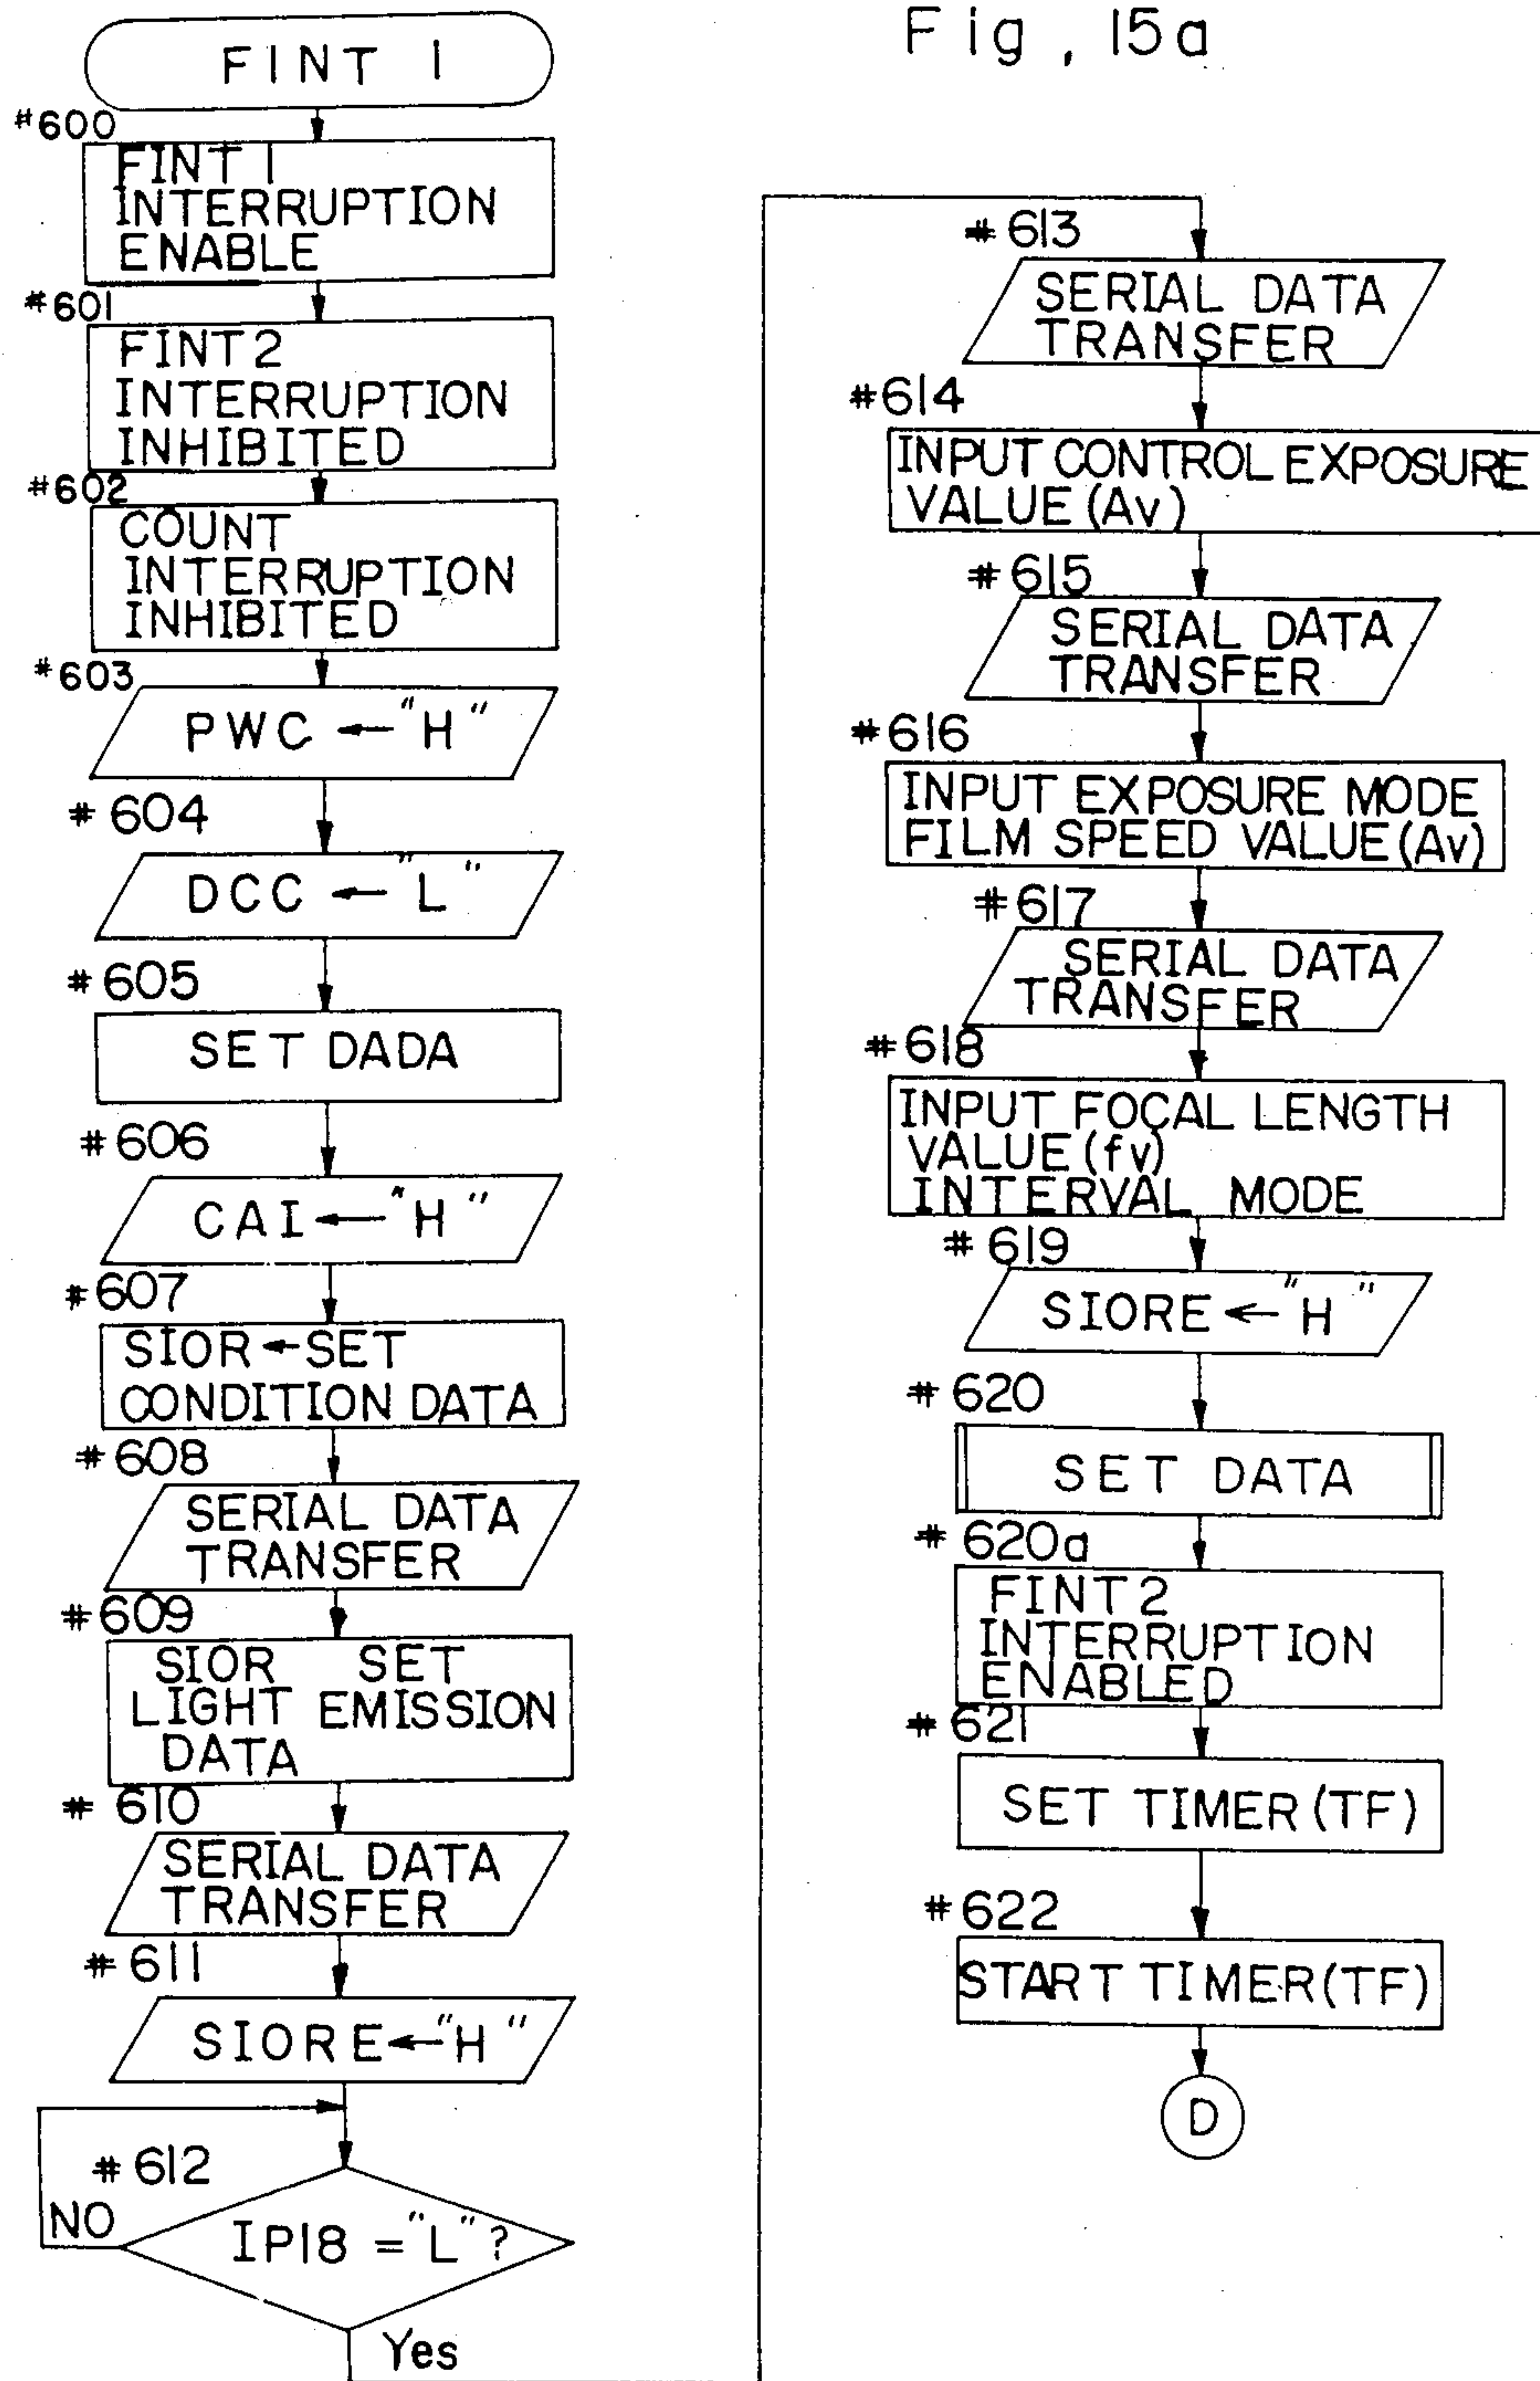 Fig, 15a
FINT 1
#600
FINT 1
INTERRUPTION
ENABLE
#601
FINT2
INTERRUPTION
INHIBITED
#602
COUNT
INTERRUPTION
INHIBITED
#603
PWC ← "H"
#604
DCC ← "L"
#605
SET DADA
#606
CAI ← "H"
#607
SIOR ← SET
CONDITION DATA
#608
SERIAL DATA
TRANSFER
#609
SIOR SET
LIGHT EMISSION
DATA
#610
SERIAL DATA
TRANSFER
#611
SIORE ← "H"
#612
NO
IP18 = "L" ?
Yes
#613
SERIAL DATA
TRANSFER
#614
INPUT CONTROL EXPOSURE
VALUE (Av)
#615
SERIAL DATA
TRANSFER
#616
INPUT EXPOSURE MODE
FILM SPEED VALUE (Av)
#617
SERIAL DATA
TRANSFER
#618
INPUT FOCAL LENGTH
VALUE (fv)
INTERVAL MODE
#619
SIORE ← "H"
#620
SET DATA
#620a
FINT2
INTERRUPTION
ENABLED
#621
SET TIMER (TF)
#622
START TIMER (TF)
D